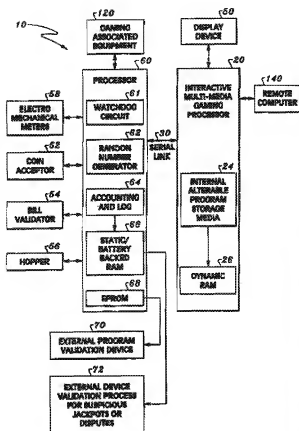 10
120
GAMING
ASSOCIATED
EQUIPMENT
50
DISPLAY
DEVICE
60
PROCESSOR
20
INTERACTIVE
MULTI-MEDIA
GAMING
PROCESSOR
140
REMOTE
COMPUTER
58
ELECTRO
MECHANICAL
METERS
61
WATCHDOG
CIRCUIT
62
RANDOM
NUMBER
GENERATOR
30
SERIAL
LINK
52
COIN
ACCEPTOR
64
ACCOUNTING
AND LOG
24
INTERNAL
ALTERABLE
PROGRAM
STORAGE
MEDIA
54
BILL
VALIDATOR
66
STATIC/
BATTERY
BACKED
RAM
56
HOPPER
26
DYNAMIC
RAM
68
EPROM
70
EXTERNAL PROGRAM
VALIDATION DEVICE
72
EXTERNAL DEVICE
VALIDATION PROCESS
FOR SUSPICIOUS
JACKPOTS OR
DISPUTES